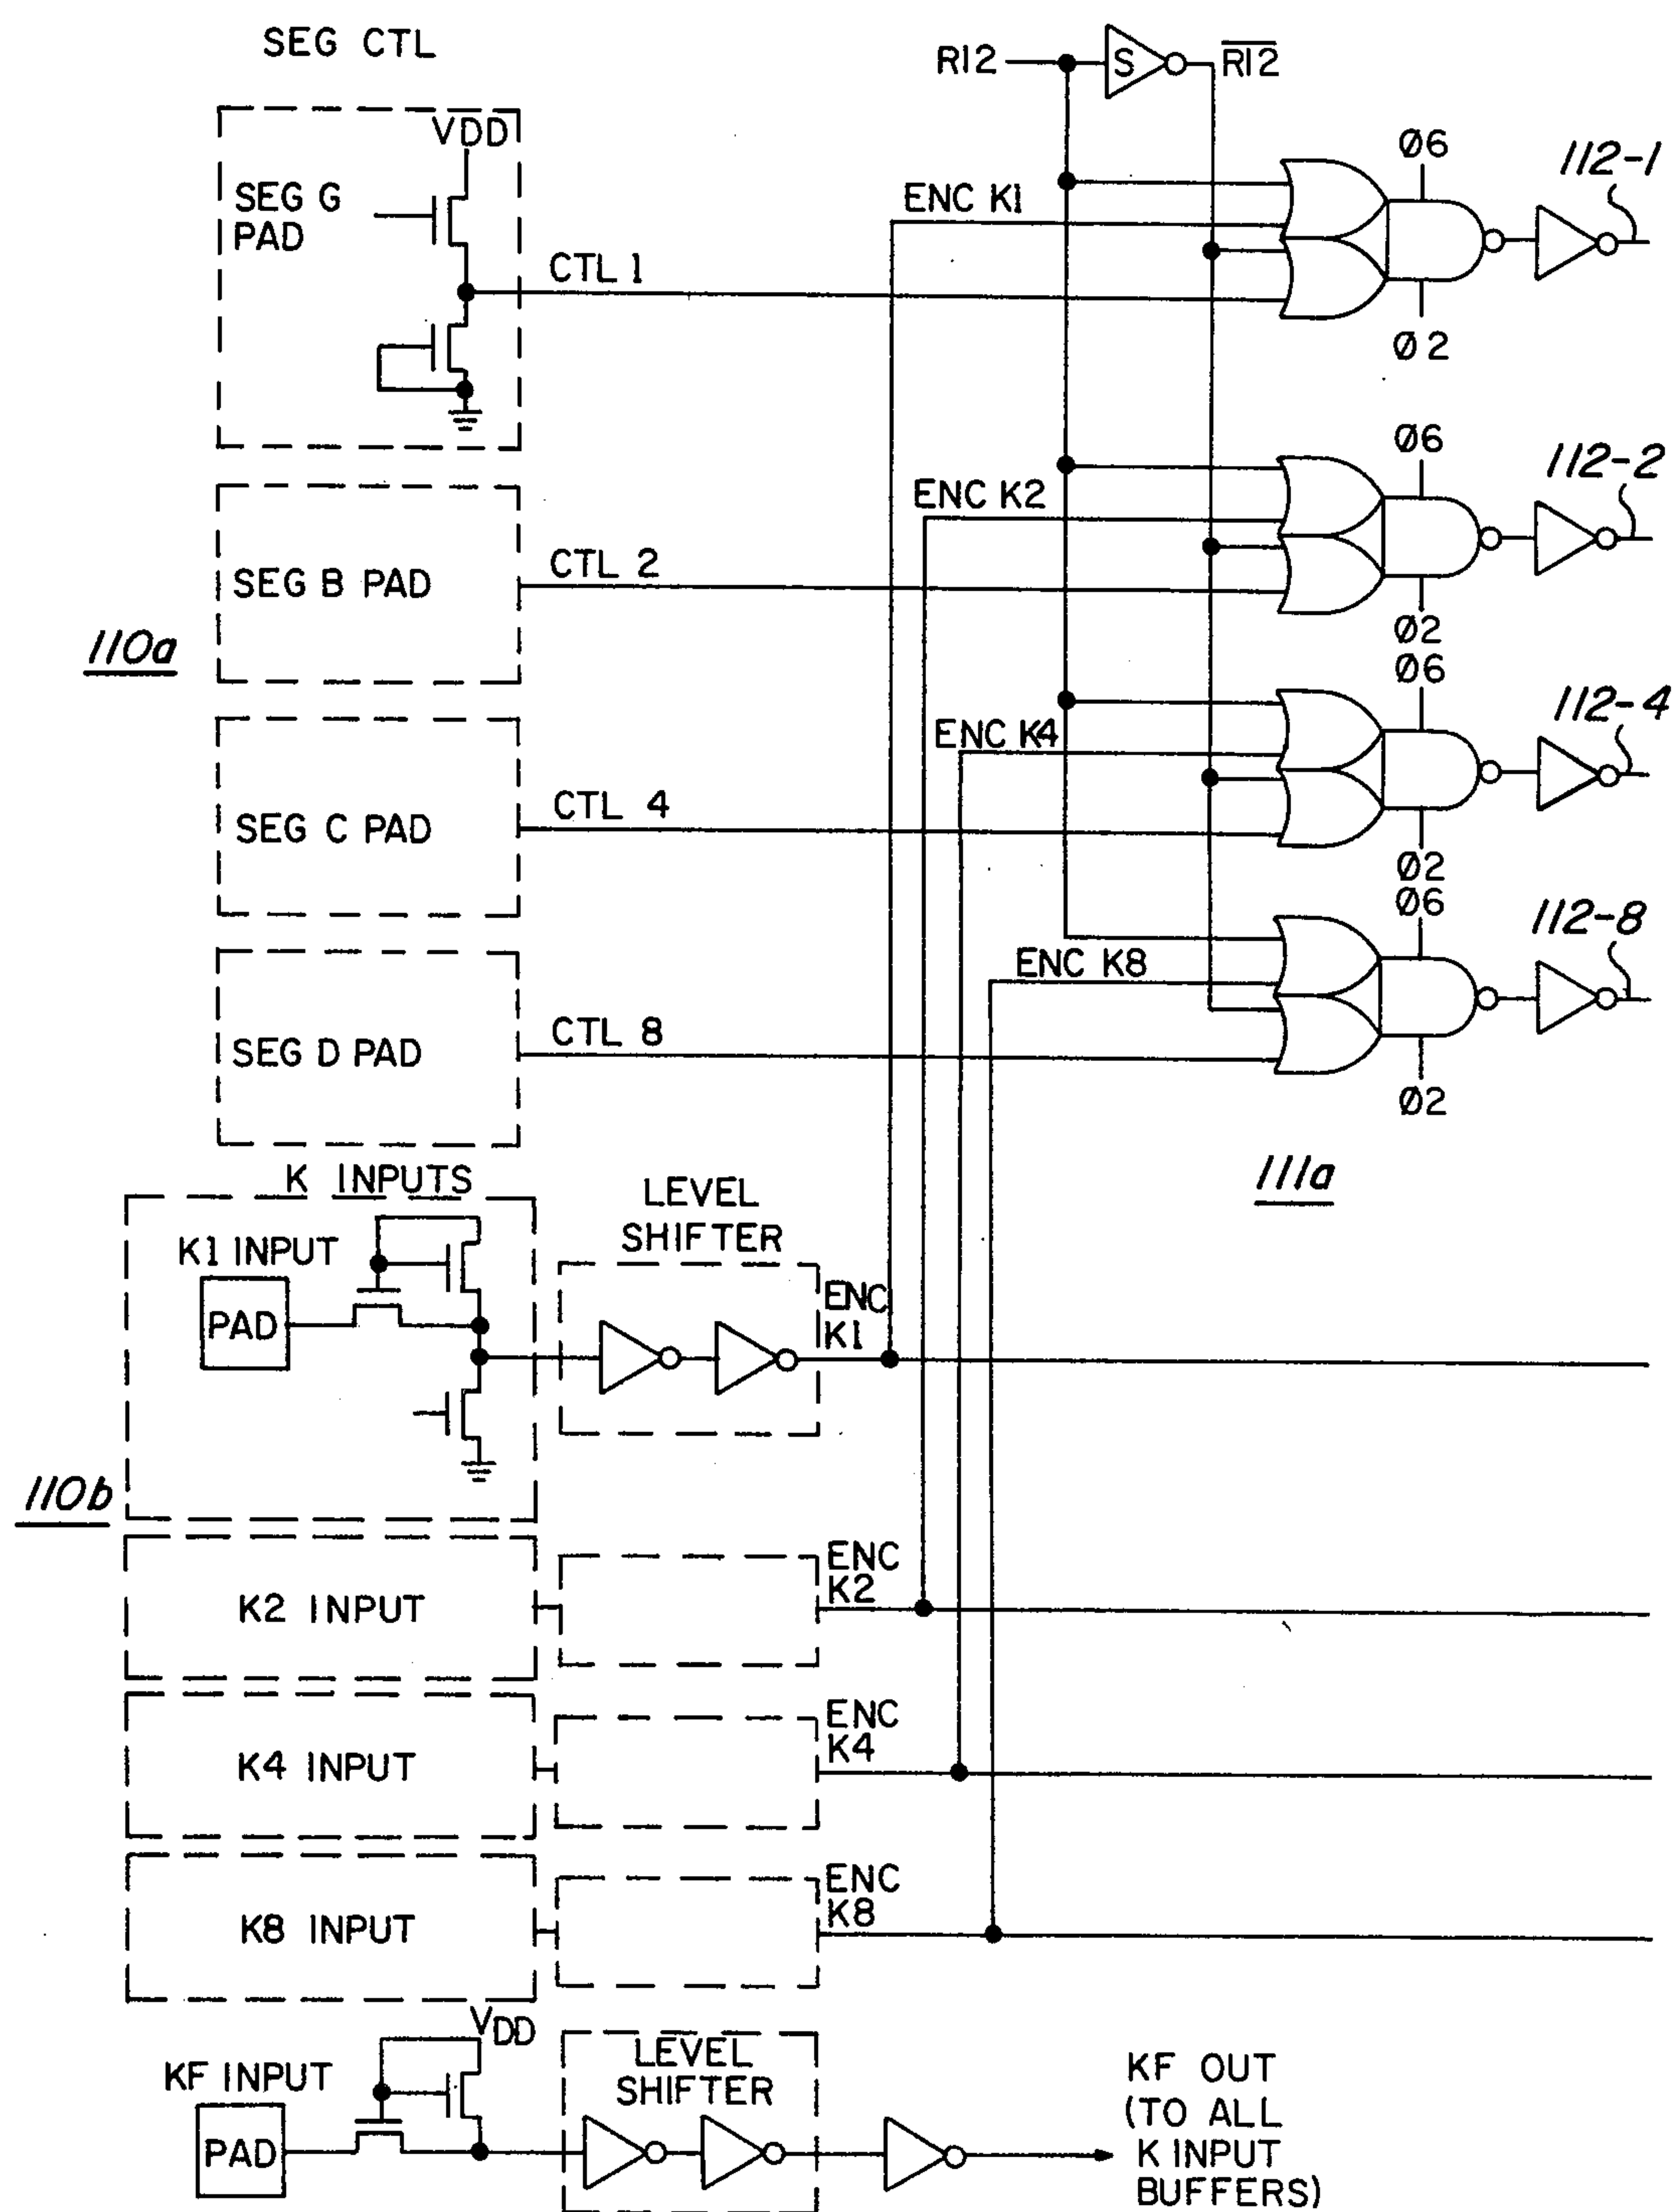 SEG CTL
R12
S
R12
VDD
SEG G
PAD
Ø6
112-1
ENC K1
CTL 1
Ø2
Ø6
112-2
ENC K2
SEG B PAD
CTL 2
Ø2
110a
Ø6
112-4
ENC K4
SEG C PAD
CTL 4
Ø2
Ø6
112-8
ENC K8
SEG D PAD
CTL 8
Ø2
111a
K INPUTS
LEVEL
SHIFTER
K1 INPUT
PAD
ENC
K1
110b
K2 INPUT
ENC
K2
K4 INPUT
ENC
K4
K8 INPUT
ENC
K8
VDD
KF INPUT
PAD
LEVEL
SHIFTER
KF OUT
(TO ALL
K INPUT
BUFFERS)